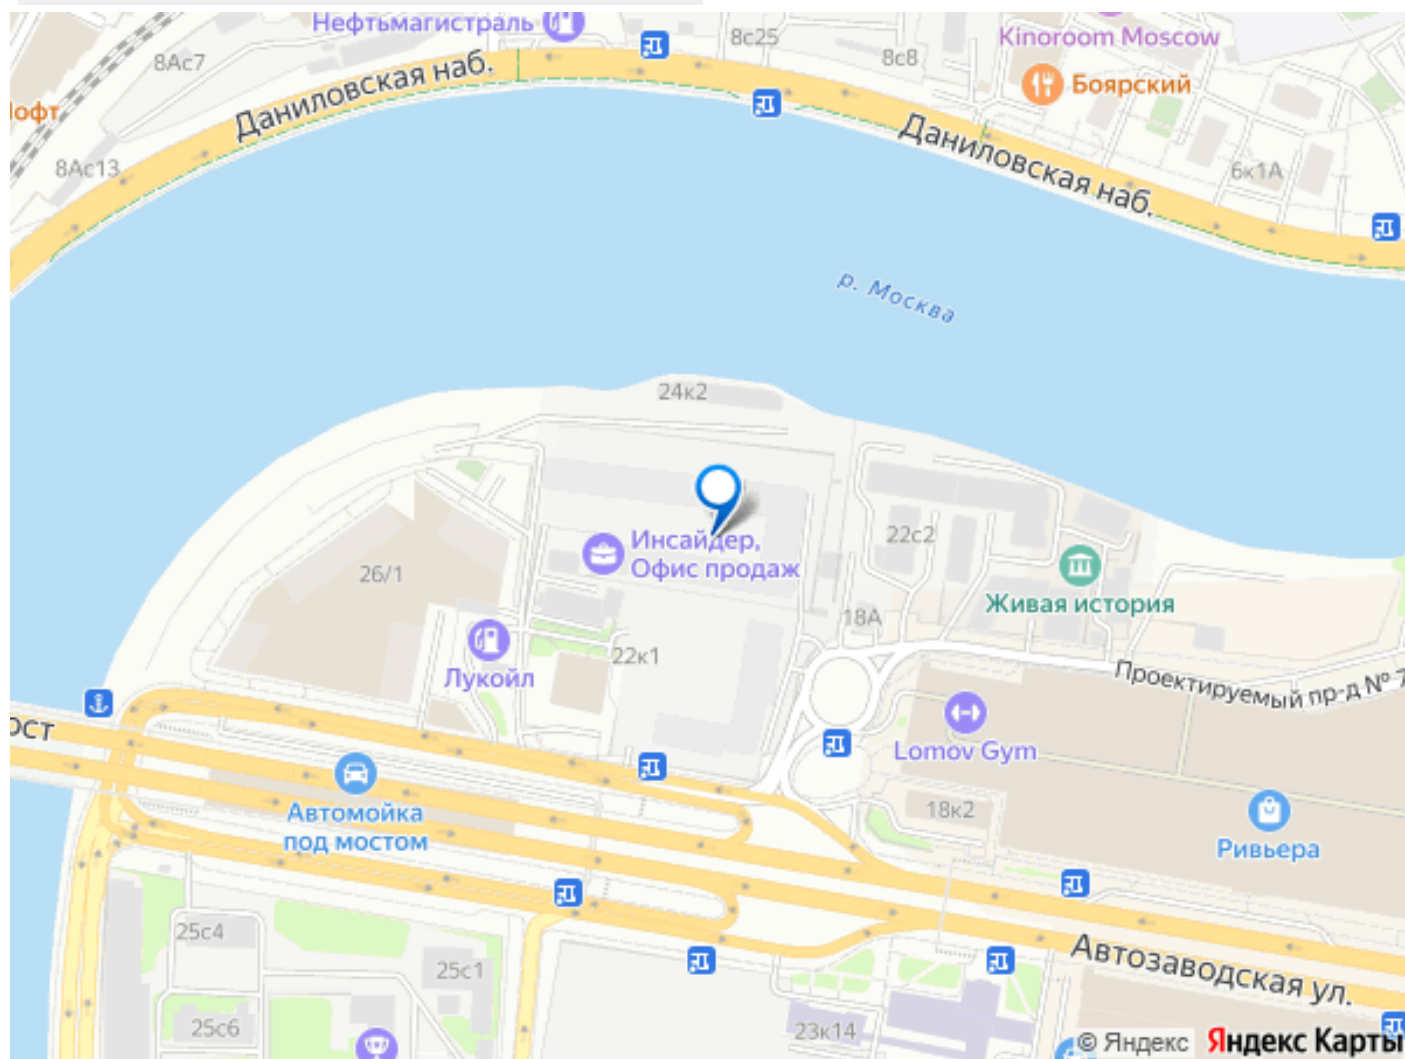 Нефтьмагистраль
8с25
8с8
Kinoroom Moscow
8Ас7
Боярский
Лофт
Даниловская наб.
Даниловская наб.
8Ас13
6к1А
р. Москва
24к2
Инсайдер,
Офис продаж
22с2
26/1
Живая история
18А
22к1
Лукойл
Проектируемый пр-д № 7
ост
Lomov Gym
Автомойка
под мостом
18к2
Ривьера
25с4
25с1
Автозаводская ул.
25с6
23к14
© Яндекс Яндекс Карты